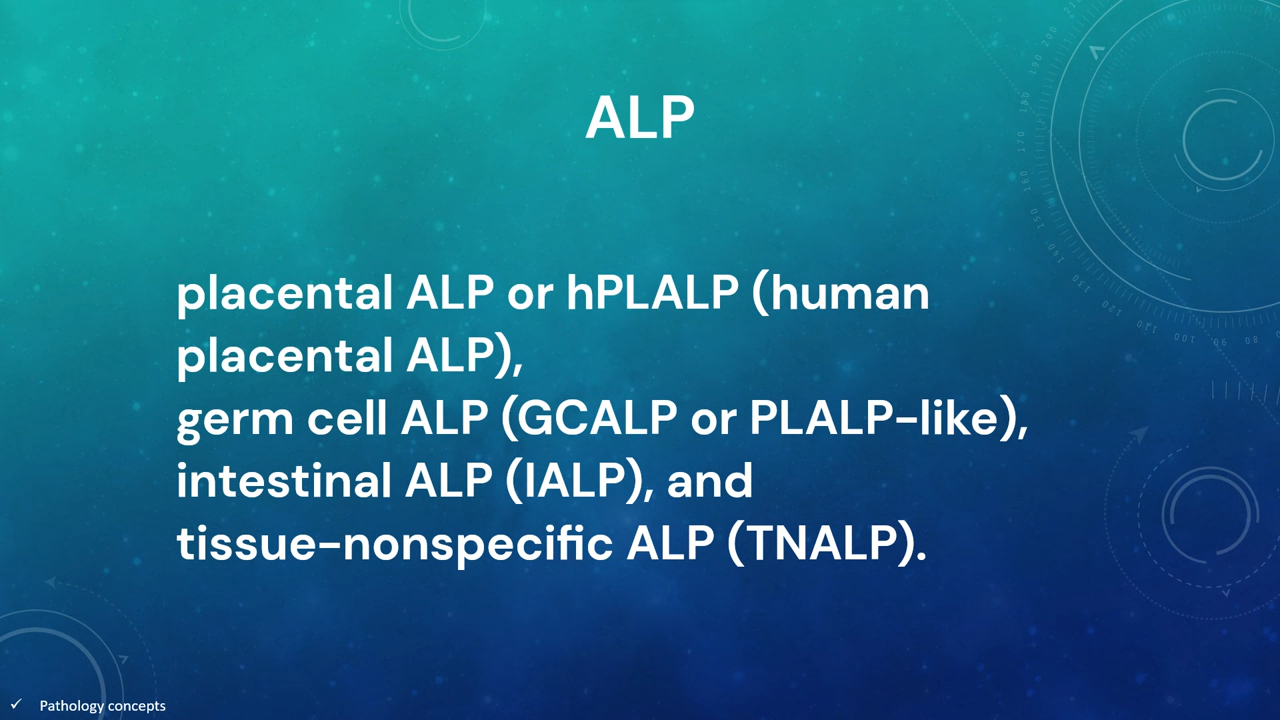 ALP
placental ALP or hPLALP (human
placental ALP),
germ cell ALP (GCALP or PLALP-like),
intestinal ALP (IALP), and
tissue-nonspecific ALP (TNALP).
✓ Pathology concepts